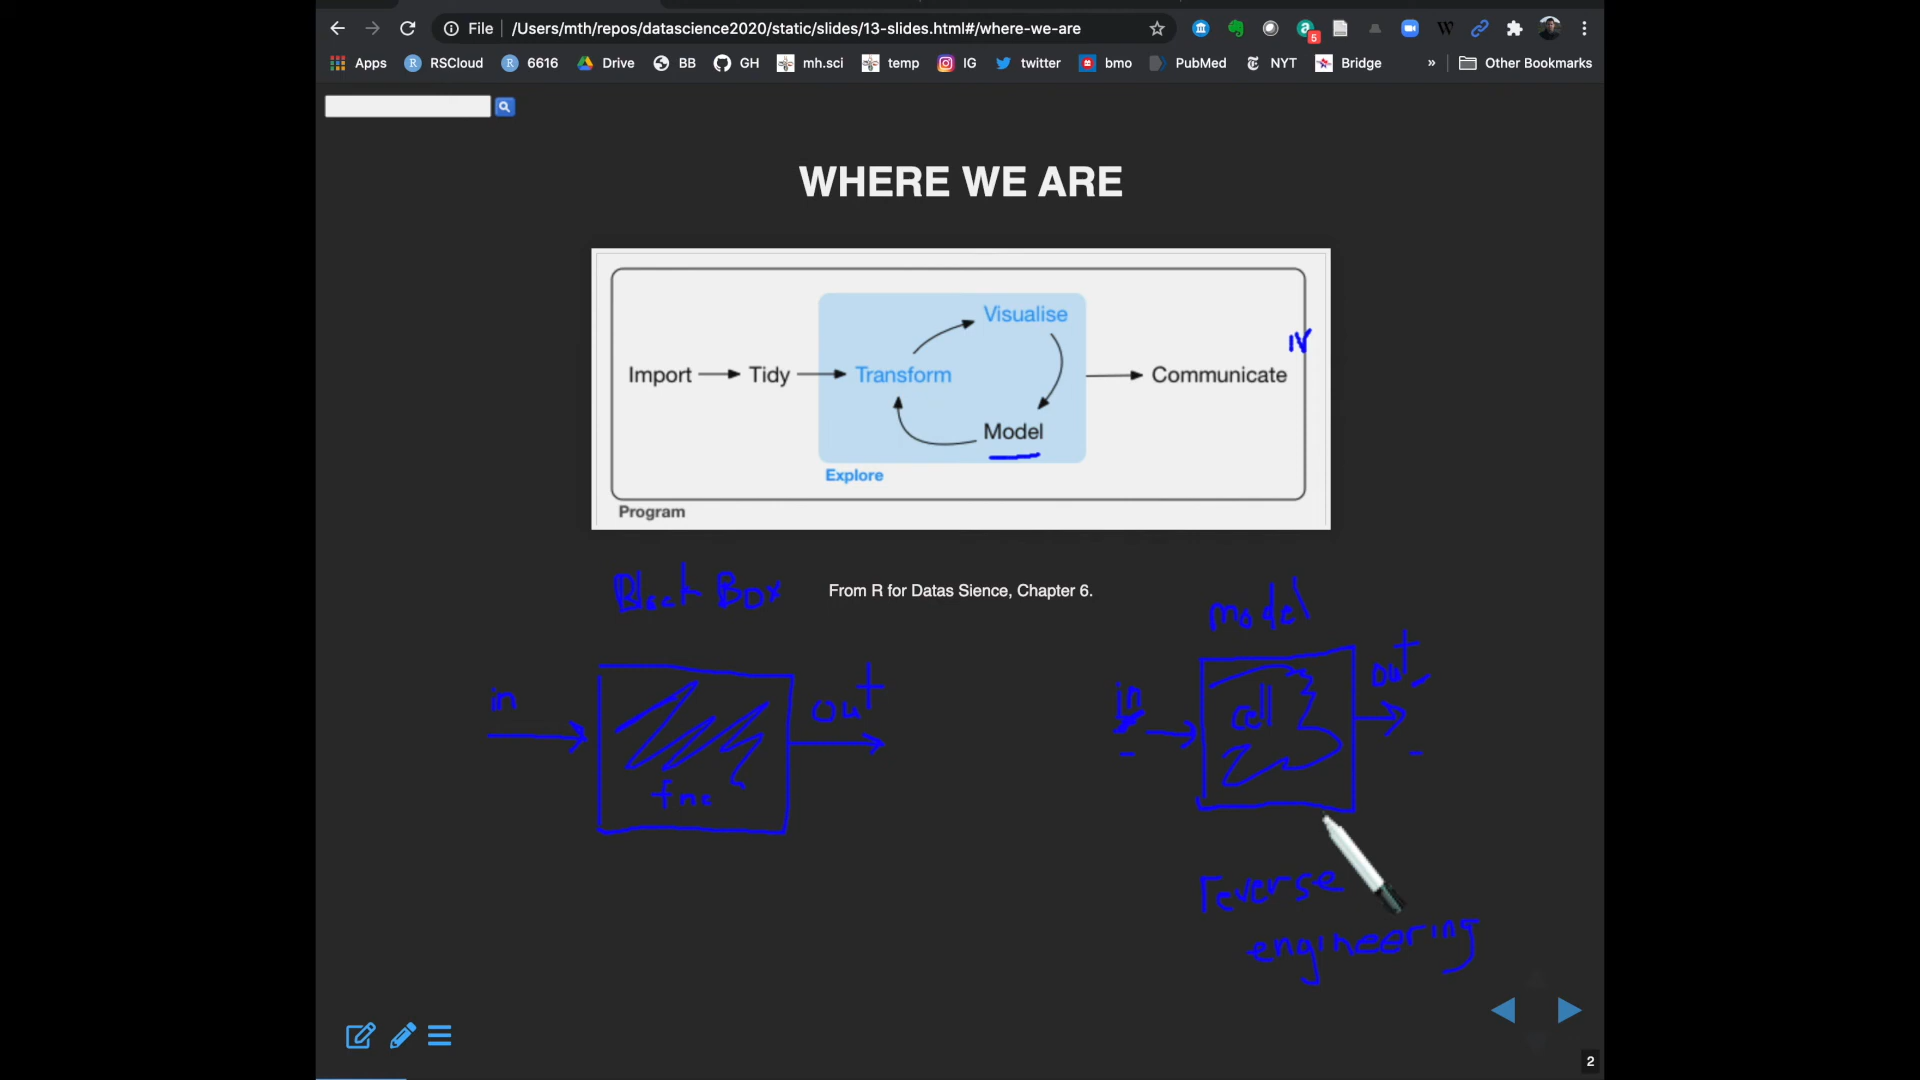 File /Users/mth/repos/datascience2020/static/slides/13-slides.html#/where-we-are
5
Apps RSCloud 6616 Drive BB GH mh.sci temp IG twitter bmo PubMed NYT Bridge » Other Bookmarks
WHERE WE ARE
Visualise
Import Tidy Transform Communicate
Model
Explore
Program
From R for Datas Sience, Chapter 6.
Black Box
model
in
out
fnc
in
cell
out
reverse
engineering
2